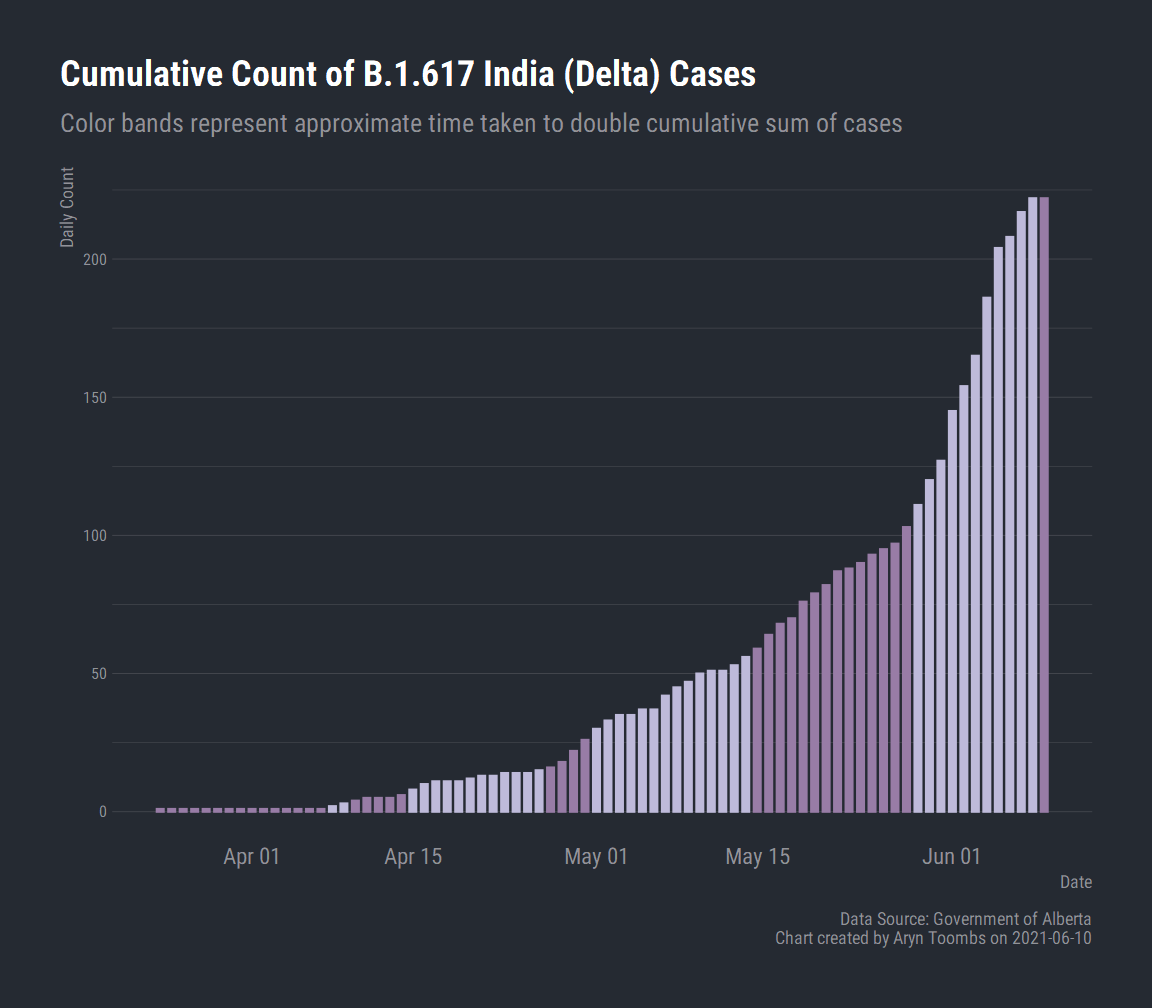 Cumulative Count of B.1.617 India (Delta) Cases
Color bands represent approximate time taken to double cumulative sum of cases
Daily Count
200
150
100
50
0
Apr 01
Apr 15
May 01
May 15
Jun 01
Date
Data Source: Government of Alberta
Chart created by Aryn Toombs on 2021-06-10